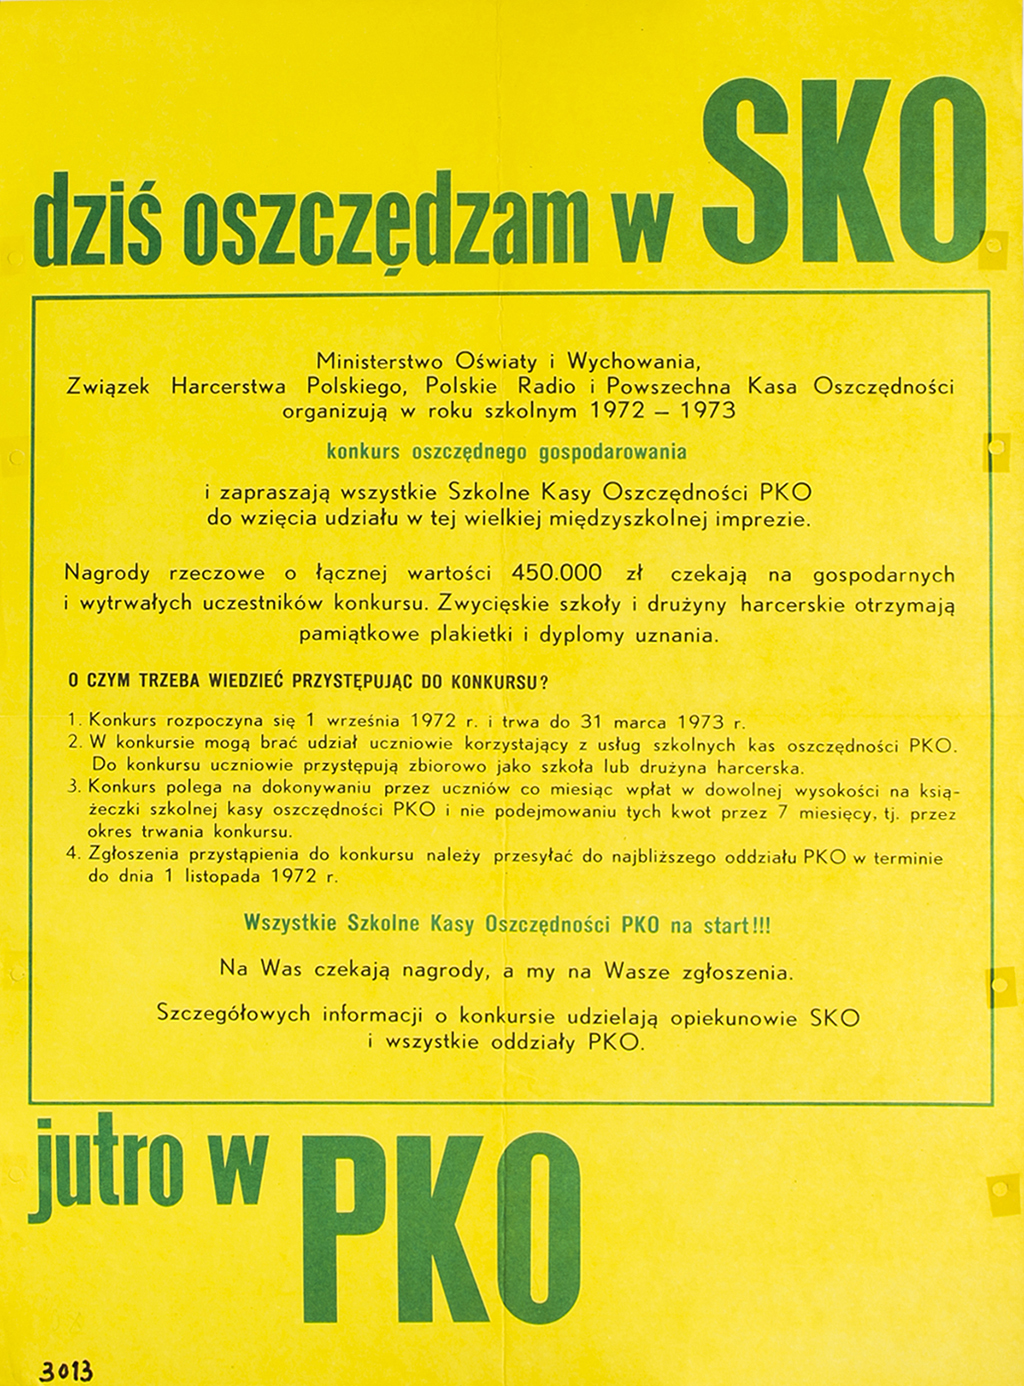 dziś oszczędzam w SKO
Ministerstwo Oświaty i Wychowania,
Związek Harcerstwa Polskiego, Polskie Radio i Powszechna Kasa Oszczędności
organizują w roku szkolnym 1972 – 1973
konkurs oszczędnego gospodarowania
i zapraszają wszystkie Szkolne Kasy Oszczędności PKO
do wzięcia udziału w tej wielkiej międzyszkolnej imprezie.
Nagrody rzeczowe o łącznej wartości 450.000 zł czekają na gospodarnych
i wytrwałych uczestników konkursu. Zwycięskie szkoły i drużyny harcerskie otrzymają
pamiątkowe plakietki i dyplomy uznania.
O CZYM TRZEBA WIEDZIEĆ PRZYSTĘPUJĄC DO KONKURSU?
1. Konkurs rozpoczyna się 1 września 1972 r. i trwa do 31 marca 1973 r.
2. W konkursie mogą brać udział uczniowie korzystający z usług szkolnych kas oszczędności PKO.
Do konkursu uczniowie przystępują zbiorowo jako szkoła lub drużyna harcerska.
3. Konkurs polega na dokonywaniu przez uczniów co miesiąc wpłat w dowolnej wysokości na ksią-
żeczki szkolnej kasy oszczędności PKO i nie podejmowaniu tych kwot przez 7 miesięcy, tj. przez
okres trwania konkursu.
4. Zgłoszenia przystąpienia do konkursu należy przesyłać do najbliższego oddziału PKO w terminie
do dnia 1 listopada 1972 r.
Wszystkie Szkolne Kasy Oszczędności PKO na start!!!
Na Was czekają nagrody, a my na Wasze zgłoszenia.
Szczegółowych informacji o konkursie udzielają opiekunowie SKO
i wszystkie oddziały PKO.
jutro w PKO
3013